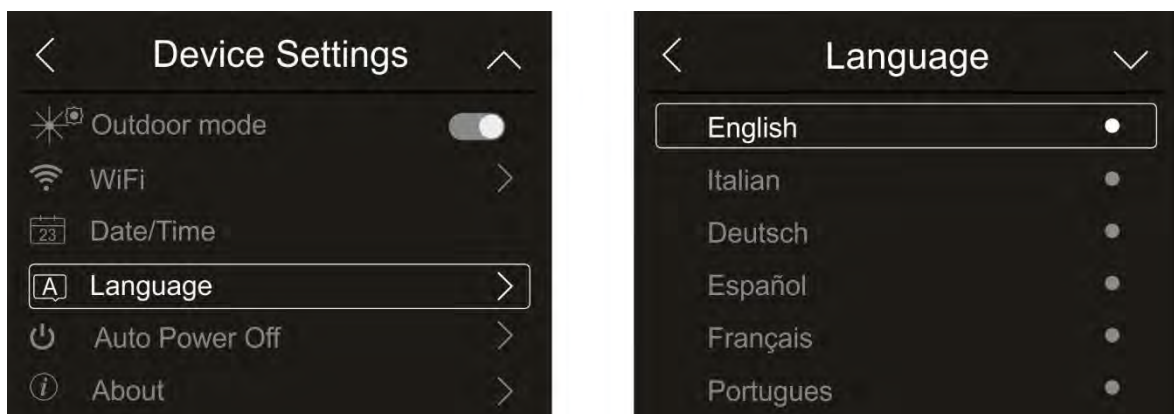 Device Settings
Outdoor mode
WiFi
23 Date/Time
A Language
Auto Power Off
i About
Language
English
Italian
Deutsch
Español
Français
Portugues